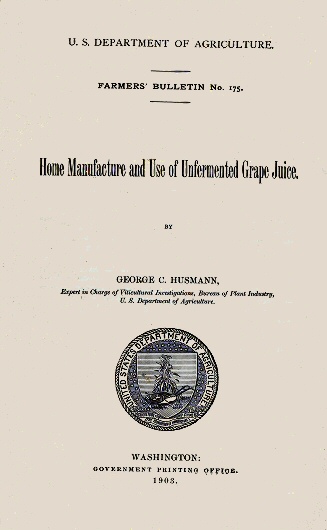 U. S. DEPARTMENT OF AGRICULTURE.
FARMERS' BULLETIN No. 175.
Home Manufacture and Use of Unfermented Grape Juice.
BY
GEORGE C. HUSMANN,
Expert in Charge of Viticultural Investigations, Bureau of Plant Industry,
U. S. Department of Agriculture.
UNITED STATES DEPARTMENT OF AGRICULTURE
WASHINGTON:
GOVERNMENT PRINTING OFFICE.
1903.